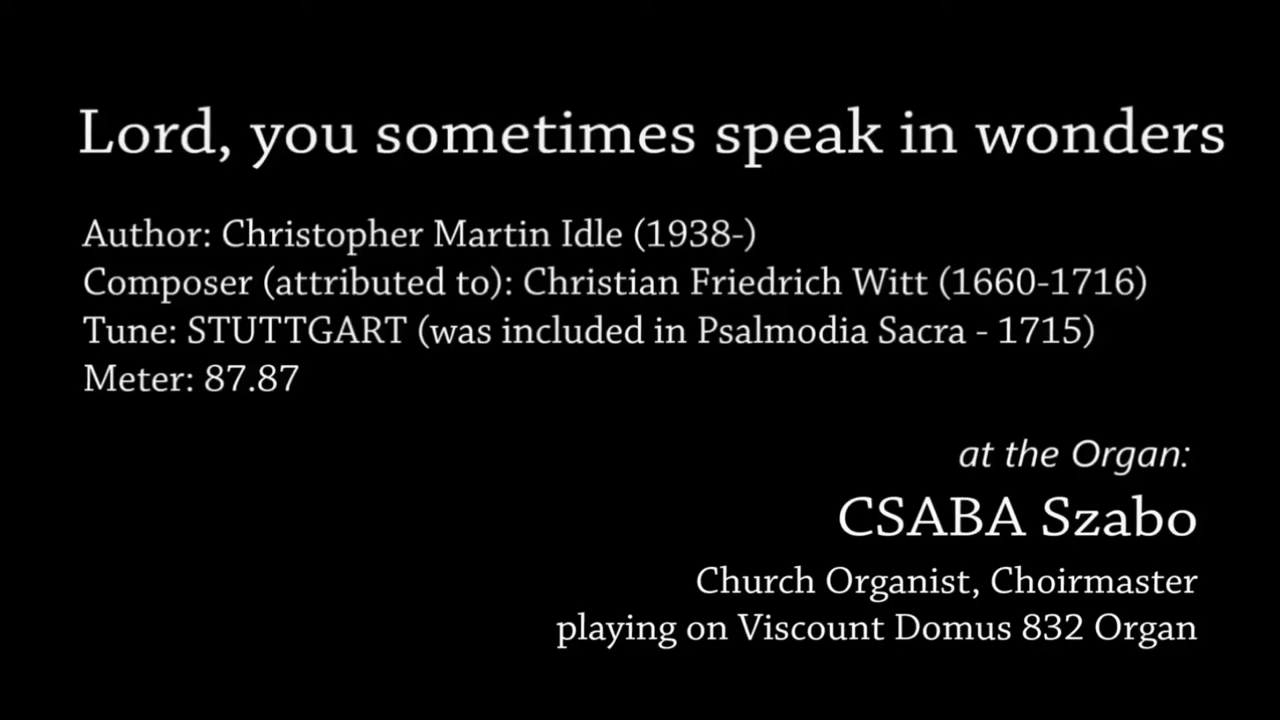 Lord, you sometimes speak in wonders
Author: Christopher Martin Idle (1938-)
Composer (attributed to): Christian Friedrich Witt (1660-1716)
Tune: STUTTGART (was included in Psalmodia Sacra - 1715)
Meter: 87.87
at the Organ:
CSABA Szabo
Church Organist, Choirmaster
playing on Viscount Domus 832 Organ